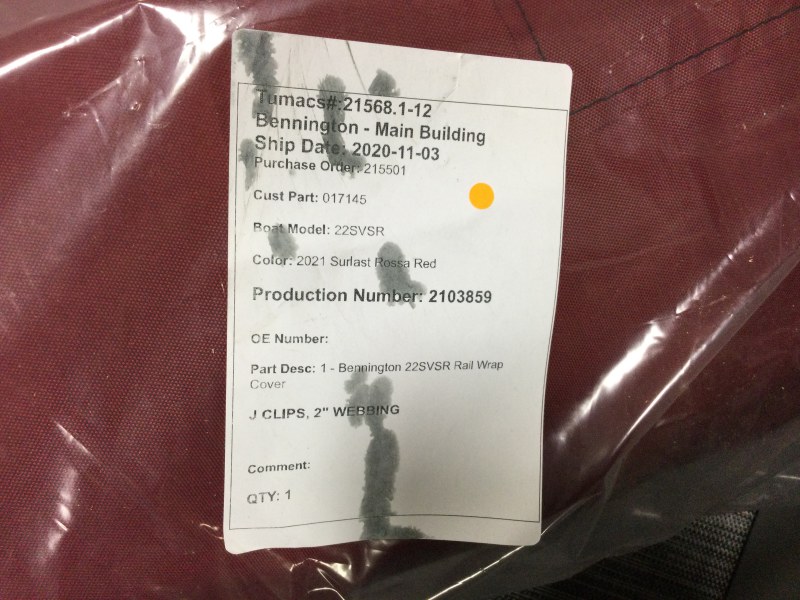 Tumacs#:21568.1-12
Bennington - Main Building
Ship Date: 2020-11-03
Purchase Order: 215501
Cust Part: 017145
Boat Model: 22SVSR
Color: 2021 Surlast Rossa Red
Production Number: 2103859
OE Number:
Part Desc: 1 - Bennington 22SVSR Rail Wrap
Cover
J CLIPS, 2" WEBBING
Comment:
QTY: 1